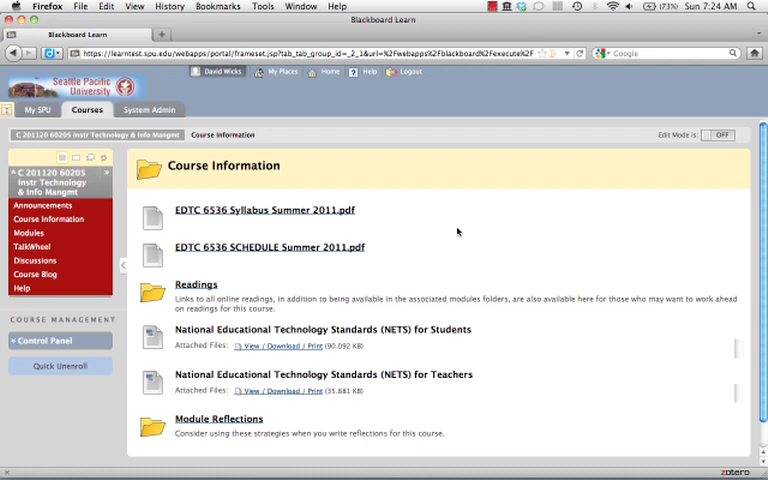 Firefox File Edit View History Bookmarks Tools Window Help (73%) Sun 7:24 AM
Blackboard Learn
Blackboard Learn
https://learntest.spu.edu/webapps/portal/frameset.jsp?tab_tab_group_id=_2_1&url=%2Fwebapps%2Fblackboard%2Fexecute%2F Google
David Wicks My Places Home Help Logout
Seattle Pacific
University
My SPU Courses System Admin
C 201120 60205 Instr Technology & Info Mangmt Course Information Edit Mode is: OFF
C 201120 60205
Instr Technology
& Info Mangmt
Announcements
Course Information
Modules
TalkWheel
Discussions
Course Blog
Help
COURSE MANAGEMENT
Control Panel
Quick Unenroll
Course Information
EDTC 6536 Syllabus Summer 2011.pdf
EDTC 6536 SCHEDULE Summer 2011.pdf
Readings
Links to all online readings, in addition to being available in the associated modules folders, are also available here for those who may want to work ahead
on readings for this course.
National Educational Technology Standards (NETS) for Students
Attached Files: View / Download / Print (90.092 KB)
National Educational Technology Standards (NETS) for Teachers
Attached Files: View / Download / Print (35.881 KB)
Module Reflections
Consider using these strategies when you write reflections for this course.
zotero